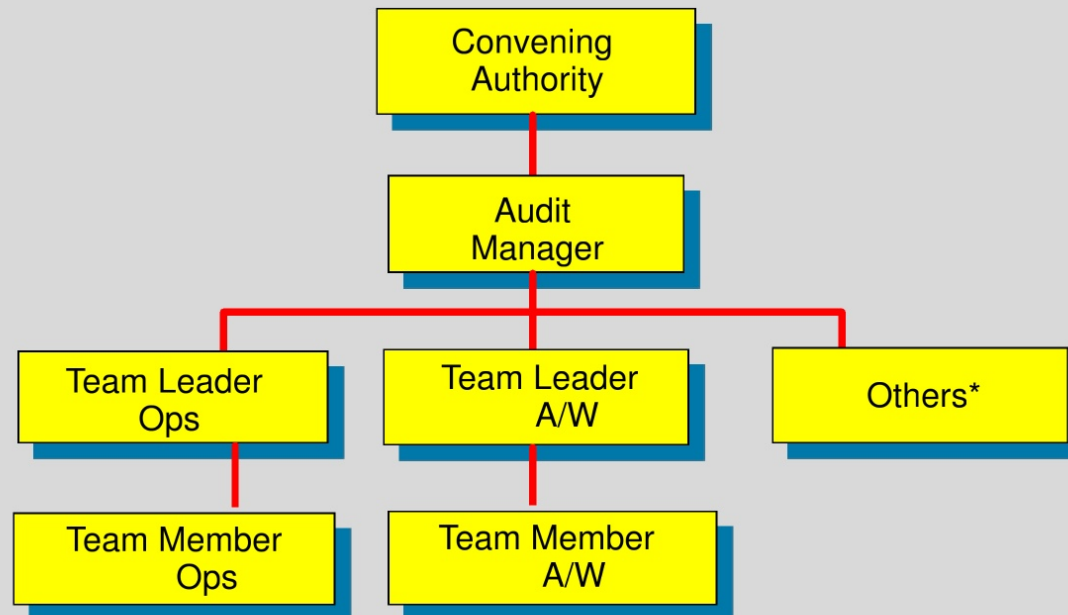 Convening
Authority
Audit
Manager
Team Leader
Ops
Team Leader
A/W
Others*
Team Member
Ops
Team Member
A/W